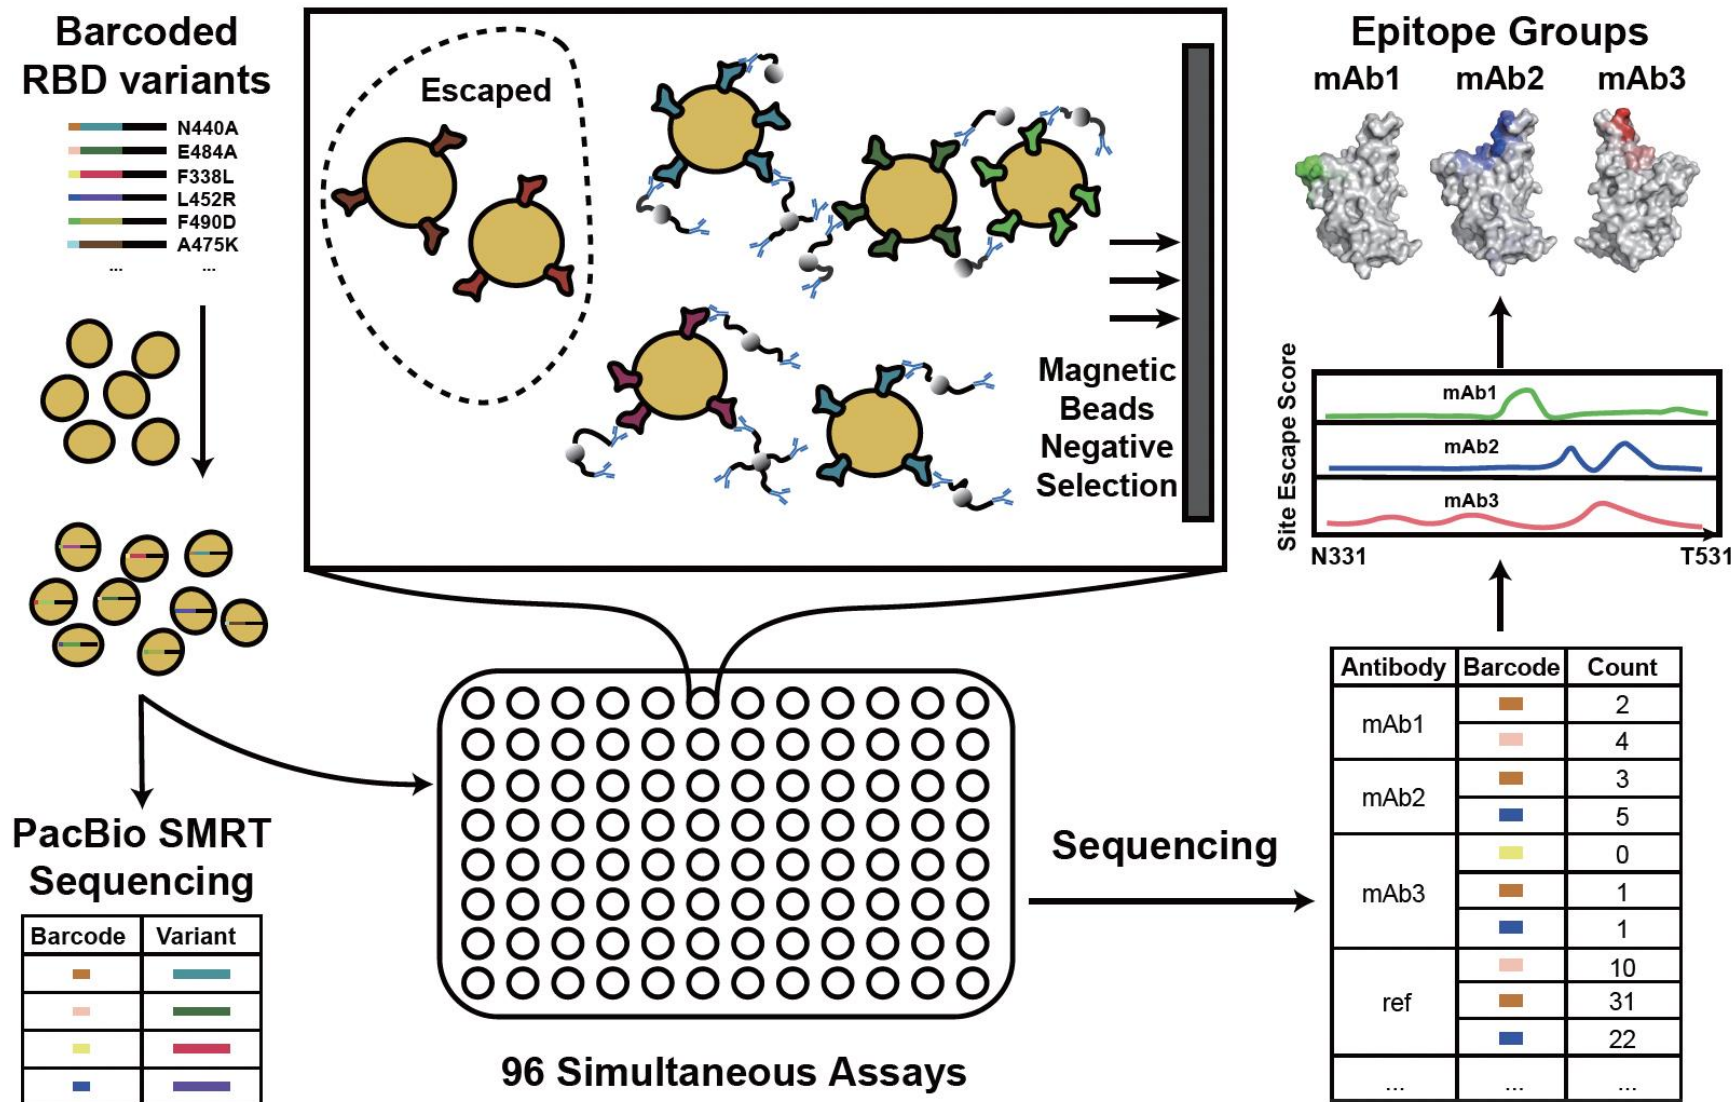 Barcoded
RBD variants
N440A
E484A
F338L
L452R
F490D
A475K
... ...
PacBio SMRT
Sequencing
Barcode Variant
Escaped
Magnetic
Beads
Negative
Selection
96 Simultaneous Assays
Sequencing
Epitope Groups
mAb1 mAb2 mAb3
Site Escape Score
mAb1
mAb2
mAb3
N331 T531
Antibody Barcode Count
mAb1 2
4
mAb2 3
5
mAb3 0
1
1
ref 10
31
22
... ... ...